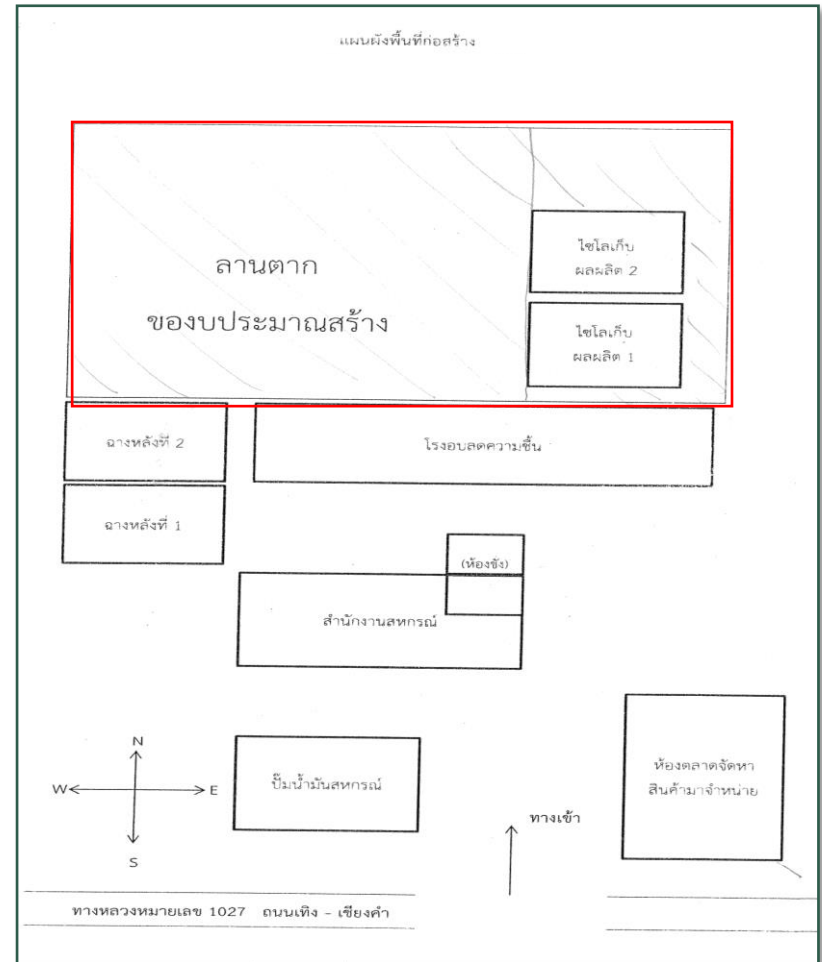 แผนผังพื้นที่ก่อสร้าง
ลานตาก
ของบประมาณสร้าง
ไซโลเก็บ
ผลผลิต 2
ไซโลเก็บ
ผลผลิต 1
ฉางหลังที่ 2
โรงอบลดความชื้น
ฉางหลังที่ 1
(ห้องชั่ง)
สำนักงานสหกรณ์
N
W
E
S
ปั๊มน้ำมันสหกรณ์
ห้องตลาดจัดหา
สินค้ามาจำหน่าย
ทางเข้า
ทางหลวงหมายเลข 1027 ถนนเทิง - เชียงคำ